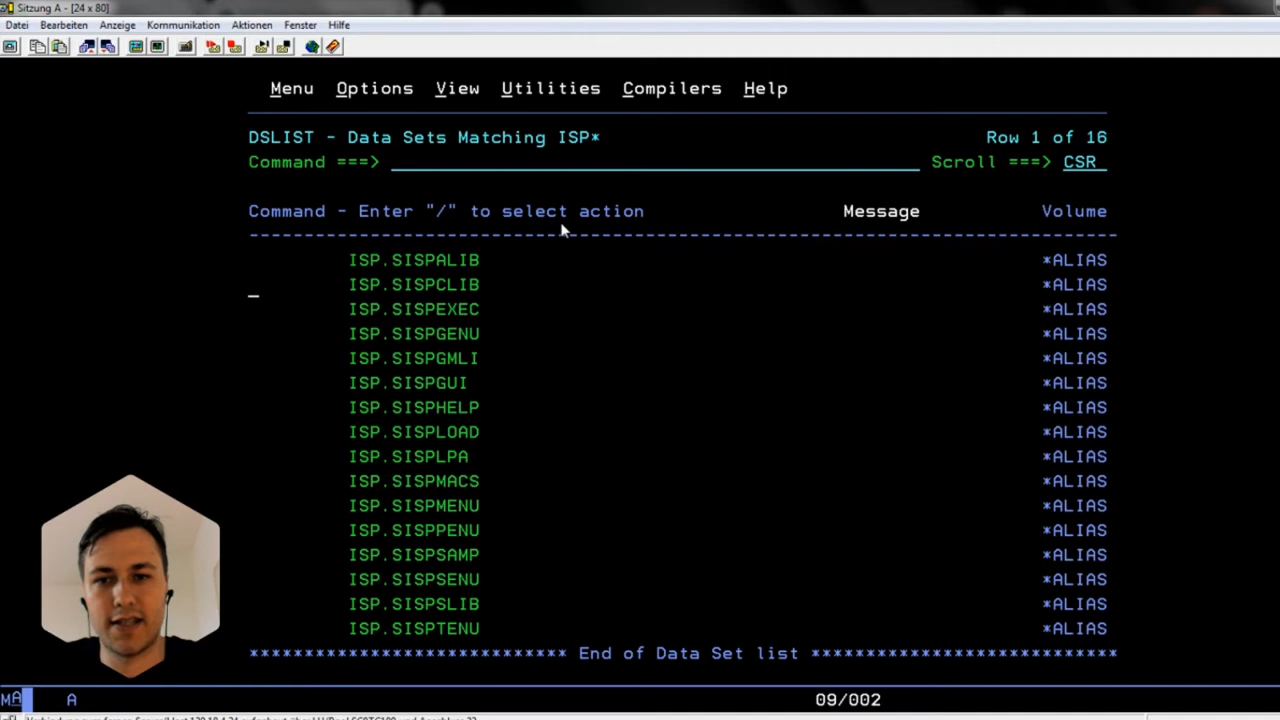 Sitzung A - [24 x 80]
Datei Bearbeiten Anzeige Kommunikation Aktionen Fenster Hilfe
Menu Options View Utilities Compilers Help
DSLIST - Data Sets Matching ISP* Row 1 of 16
Command ===> Scroll ===> CSR
Command - Enter "/" to select action Message Volume
-------------------------------------------------------------------------------
ISP.SISPALIB *ALIAS
ISP.SISPCLIB *ALIAS
ISP.SISPEXEC *ALIAS
ISP.SISPGENU *ALIAS
ISP.SISPGMLI *ALIAS
ISP.SISPGUI *ALIAS
ISP.SISPHELP *ALIAS
ISP.SISPLOAD *ALIAS
ISP.SISPLPA *ALIAS
ISP.SISPMACS *ALIAS
ISP.SISPMENU *ALIAS
ISP.SISPPENU *ALIAS
ISP.SISPSAMP *ALIAS
ISP.SISPSENU *ALIAS
ISP.SISPSLIB *ALIAS
ISP.SISPTENU *ALIAS
***************************** End of Data Set list ****************************
MA A 09/002